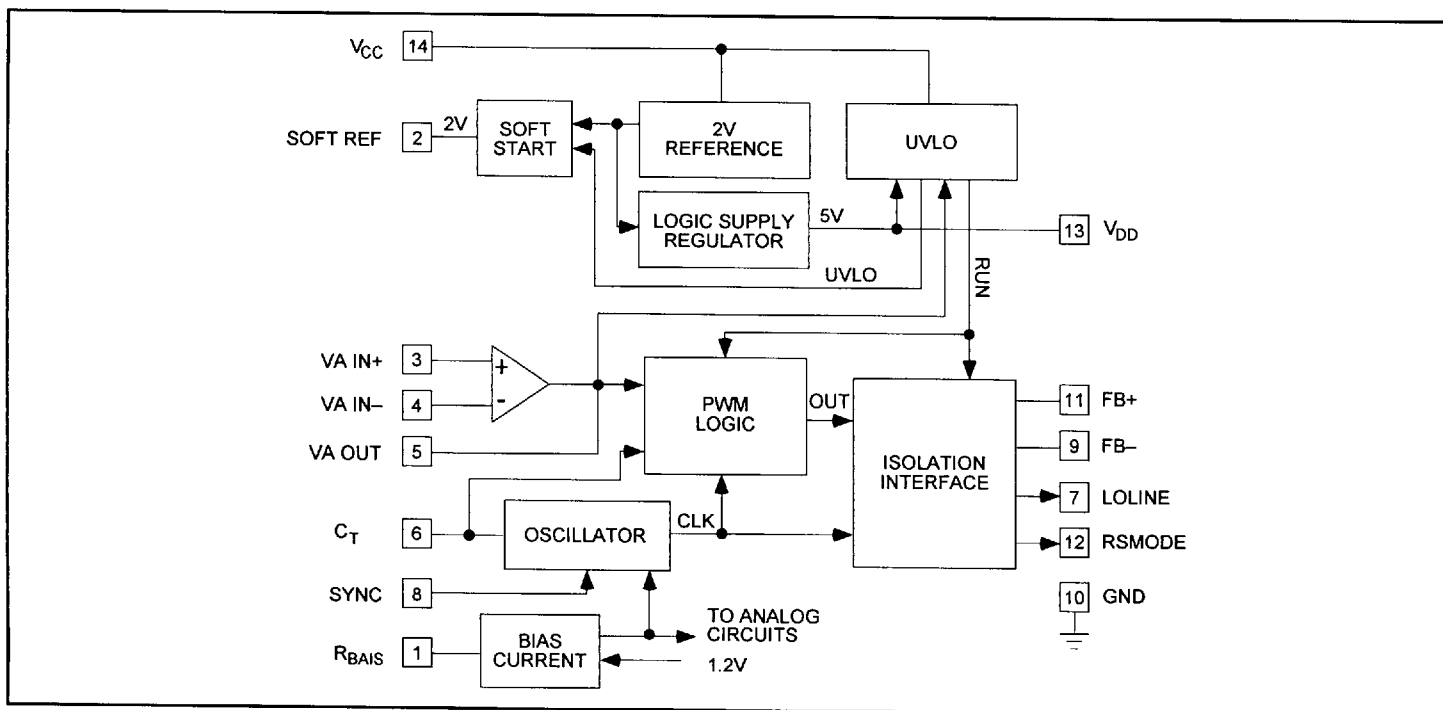 VCC 14
SOFT REF 2 2V
SOFT
START
2V
REFERENCE
UVLO
LOGIC SUPPLY
REGULATOR
5V
13 VDD
UVLO
RUN
VA IN+ 3
+
VA IN– 4
-
VA OUT 5
PWM
LOGIC
OUT
ISOLATION
INTERFACE
11 FB+
9 FB–
7 LOLINE
12 RSMODE
10 GND
CT 6
OSCILLATOR
CLK
SYNC 8
RBAIS 1
BIAS
CURRENT
TO ANALOG
CIRCUITS
1.2V